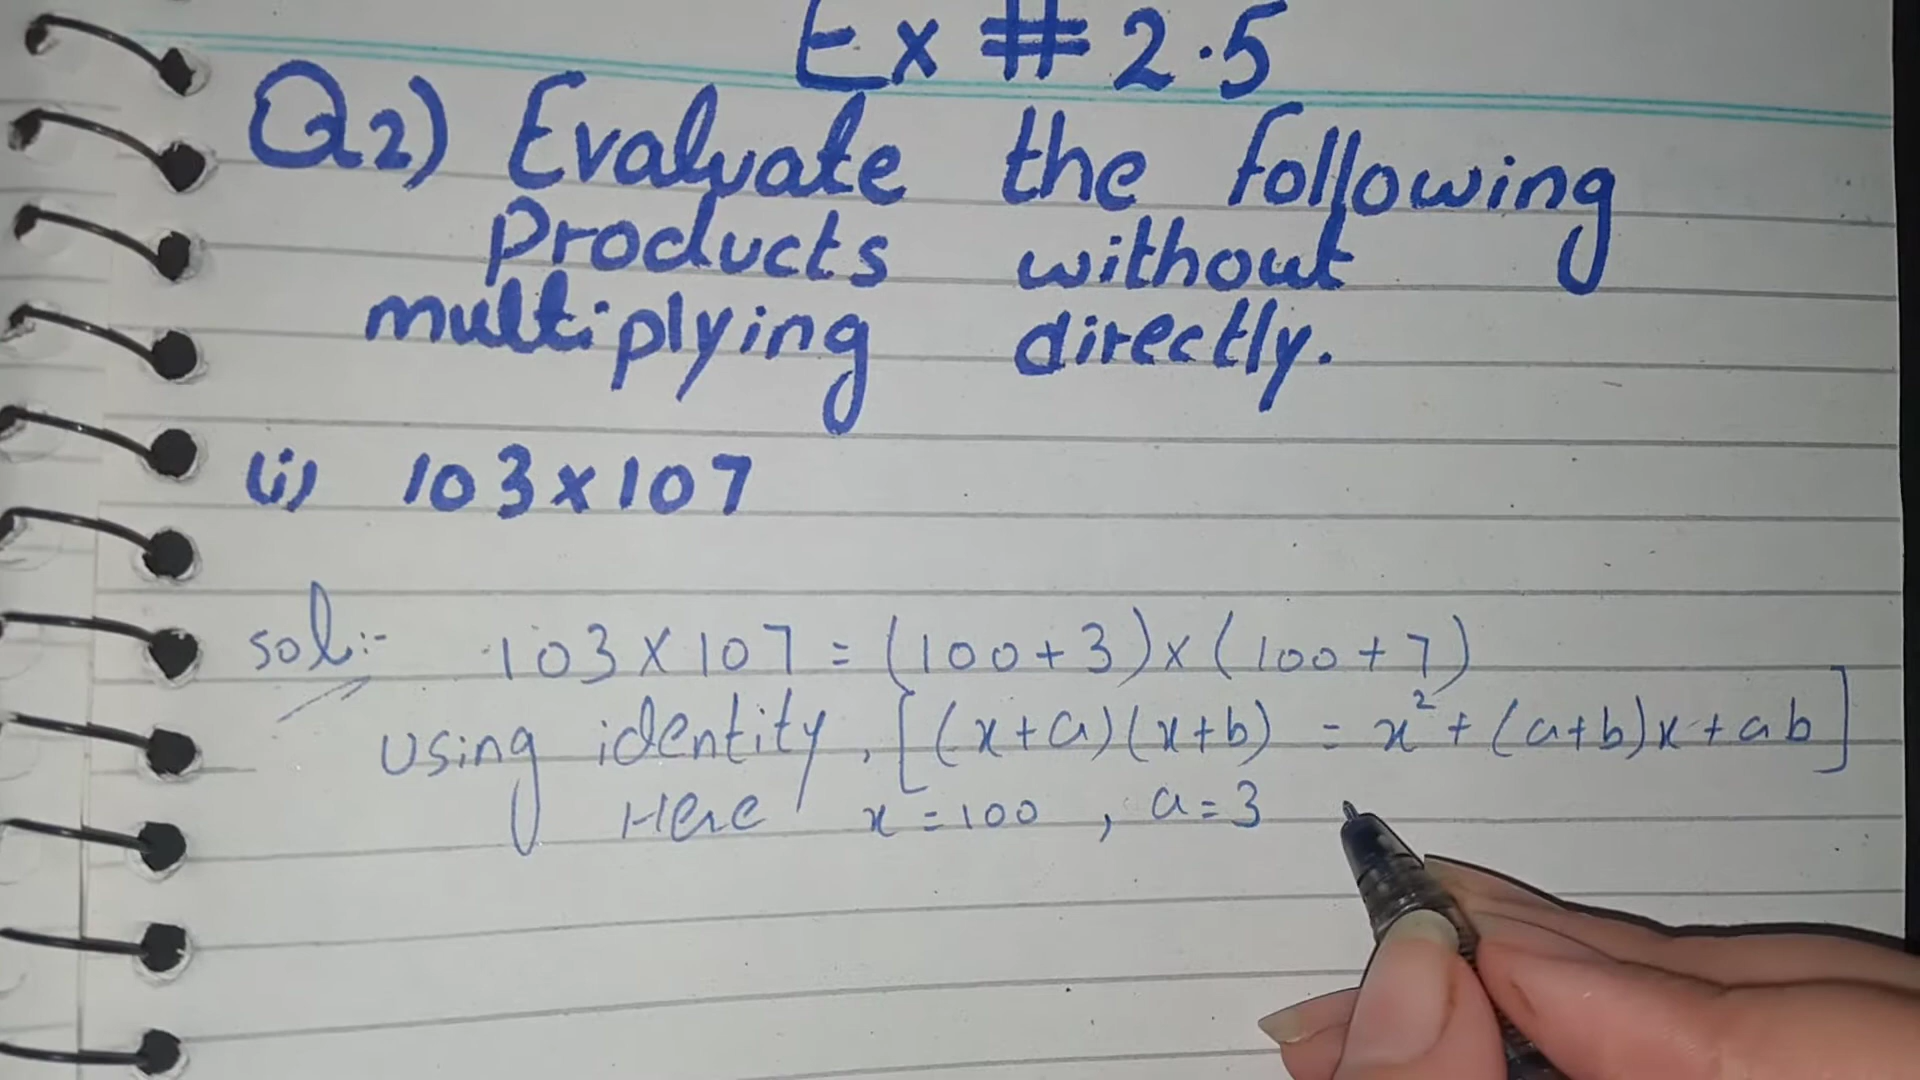 Ex # 2.5
Q2) Evaluate the following
Products without
multiplying directly.
(i) 103×107
sol:- 103×107 = (100+3)×(100+7)
using identity, [(x+a)(x+b) = x²+(a+b)x+ab]
Here x=100, a=3